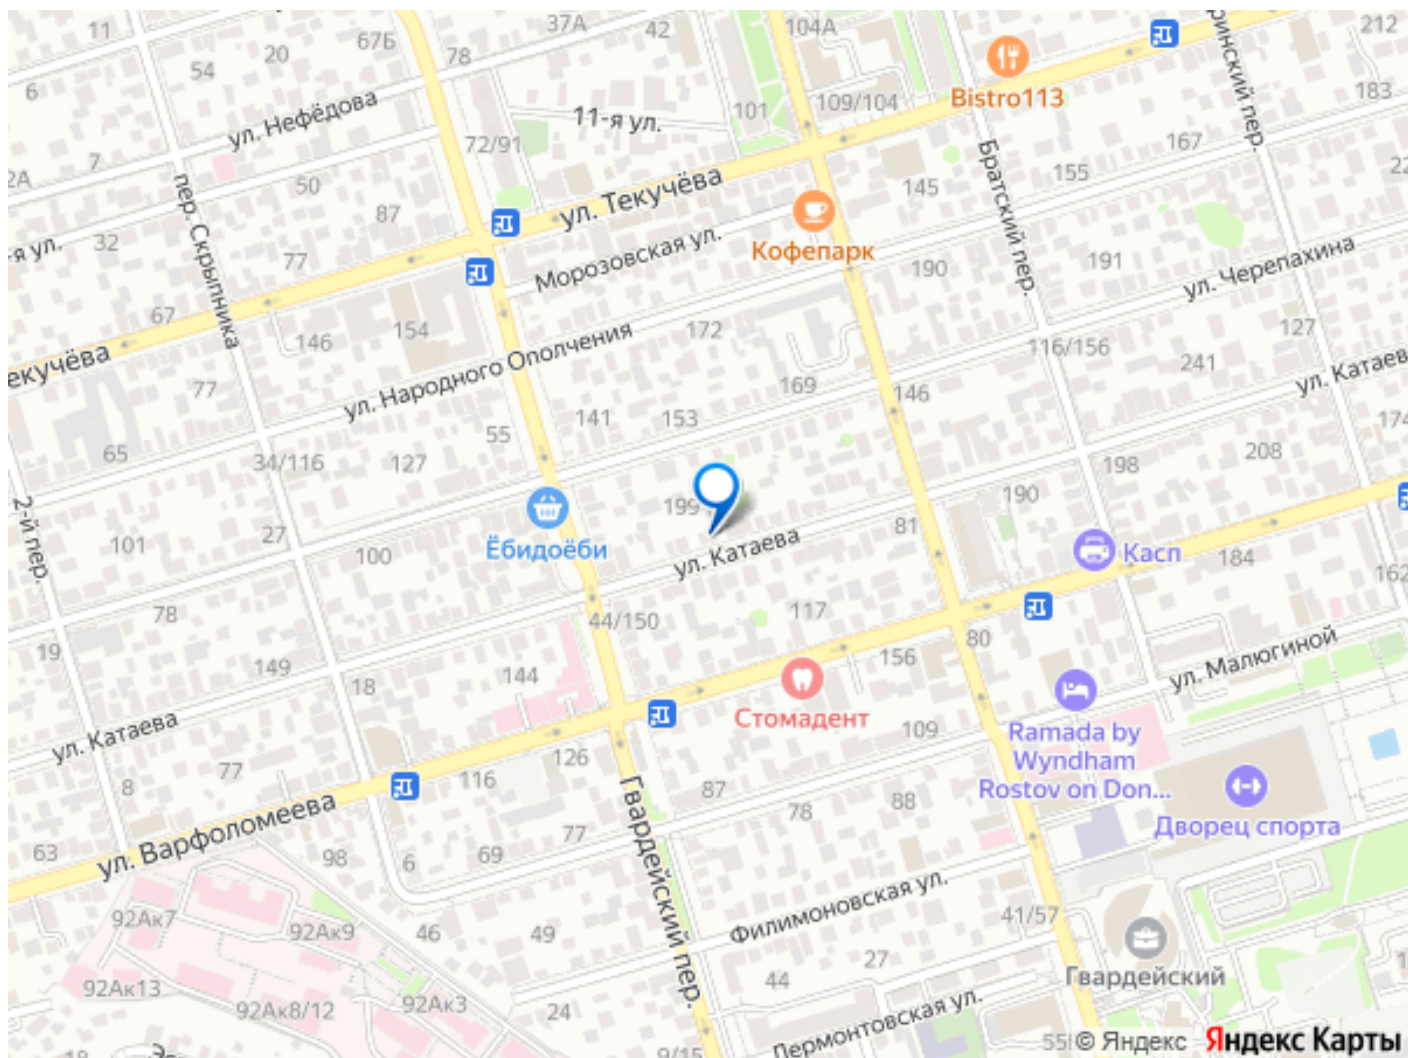 11
20
67Б
78
37А
42
104А
212
Bistro113
183
54
6
ул. Нефёдова
11-я ул.
101
109/104
Братский пер.
167
7
72/91
50
пер. Скрыпника
145
155
87
32
77
ул. Текучёва
Кофепарк
Морозовская ул.
190
191
ул. Черепахина
67
146
154
172
ул. Народного Ополчения
116/156
127
241
77
169
146
141
153
55
65
34/116
127
198
208
199
190
2-й пер.
27
101
100
Ёбидоёби
ул. Катаева
81
Касп
184
78
44/150
117
19
149
18
144
156
80
ул. Малюгиной
Стомадент
ул. Катаева
77
8
116
126
109
87
78
88
Ramada by
Wyndham
Rostov on Don...
Дворец спорта
ул. Варфоломеева
63
98
6
69
77
Гвардейский пер.
Филимоновская ул.
41/57
92Ак7
92Ак9
46
49
27
44
Гвардейский
92Ак13
92Ак8/12
92Ак3
24
9/15
© Яндекс
Яндекс Карты